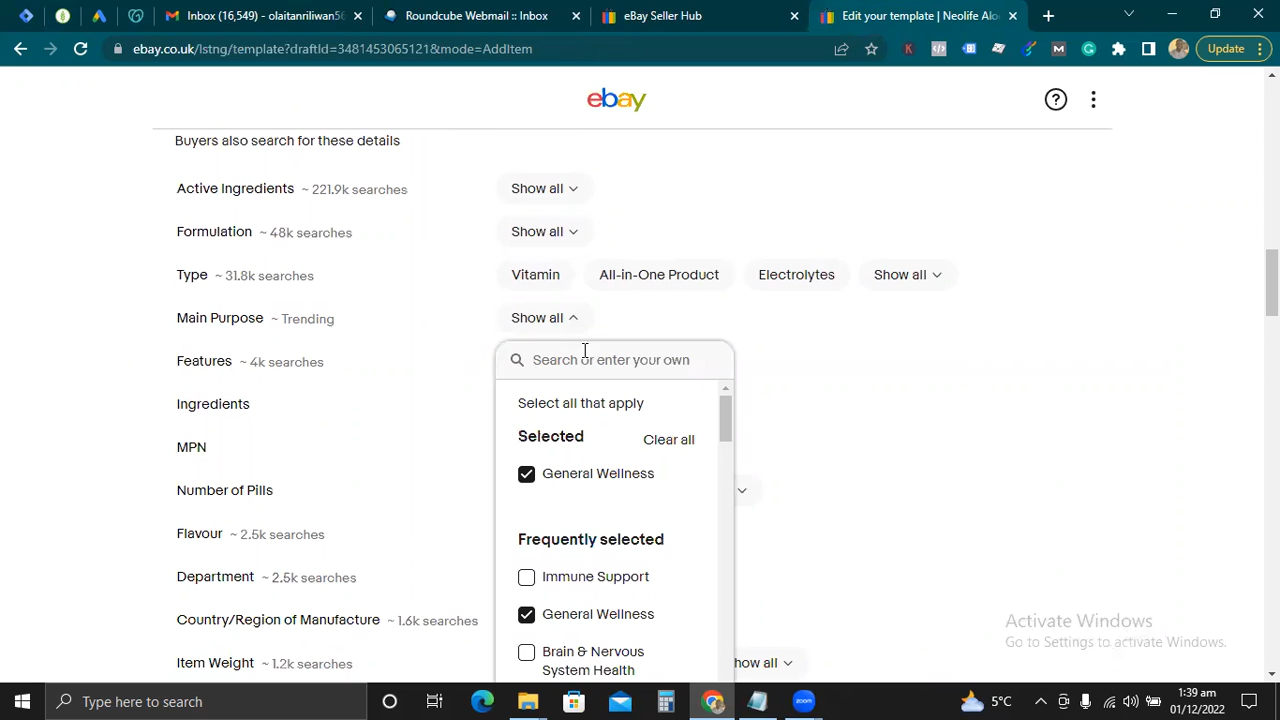 Inbox (16,549) - olaitanriliwan56
Roundcube Webmail :: Inbox
eBay Seller Hub
Edit your template | Neolife Alo
ebay.co.uk/lstng/template?draftId=3481453065121&mode=AddItem
Update
ebay
Buyers also search for these details
Active Ingredients ~ 221.9k searches Show all
Formulation ~ 48k searches Show all
Type ~ 31.8k searches Vitamin All-in-One Product Electrolytes Show all
Main Purpose ~ Trending Show all
Features ~ 4k searches Search or enter your own
Ingredients Select all that apply
Selected Clear all
MPN
General Wellness
Number of Pills
Flavour ~ 2.5k searches Frequently selected
Department ~ 2.5k searches Immune Support
Country/Region of Manufacture ~ 1.6k searches General Wellness
Item Weight ~ 1.2k searches Brain & Nervous
System Health how all
Activate Windows
Go to Settings to activate Windows.
Type here to search
5°C
1:39 am
01/12/2022